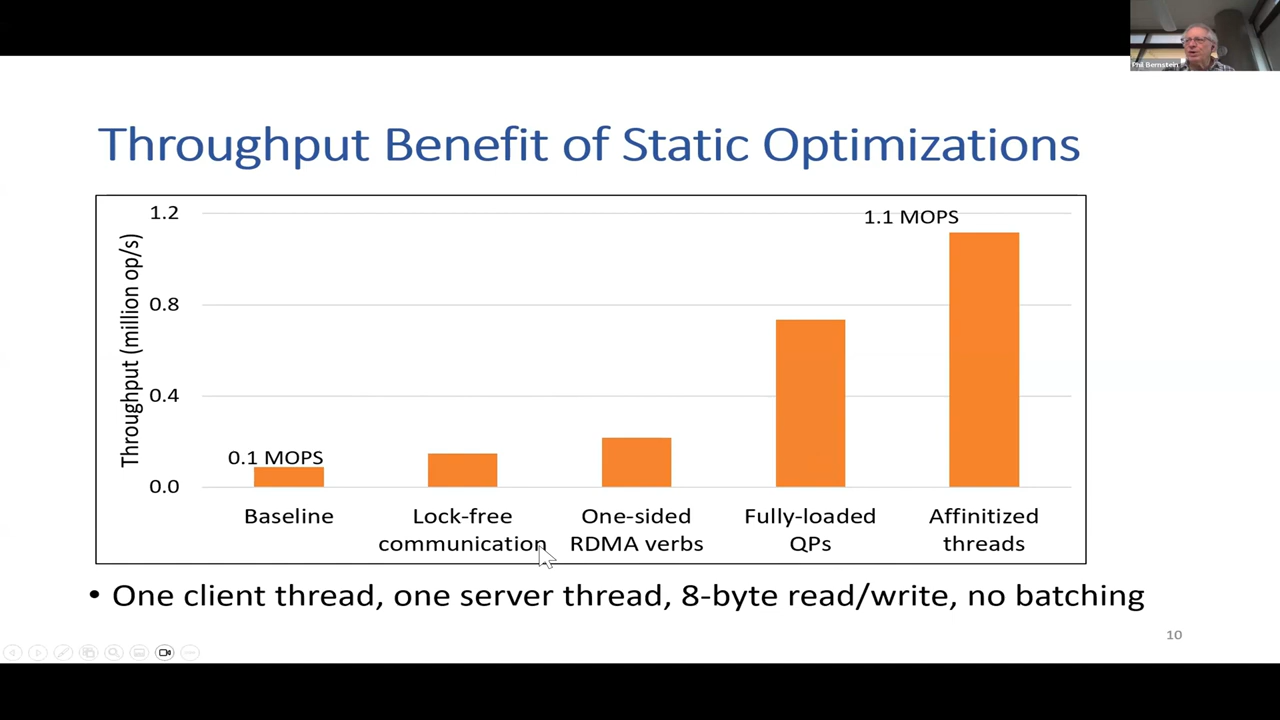 Phil Bernstein
Throughput Benefit of Static Optimizations
Throughput (million op/s)
1.2
0.8
0.4
0.0
0.1 MOPS
1.1 MOPS
Baseline
Lock-free
communication
One-sided
RDMA verbs
Fully-loaded
QPs
Affinitized
threads
• One client thread, one server thread, 8-byte read/write, no batching
10